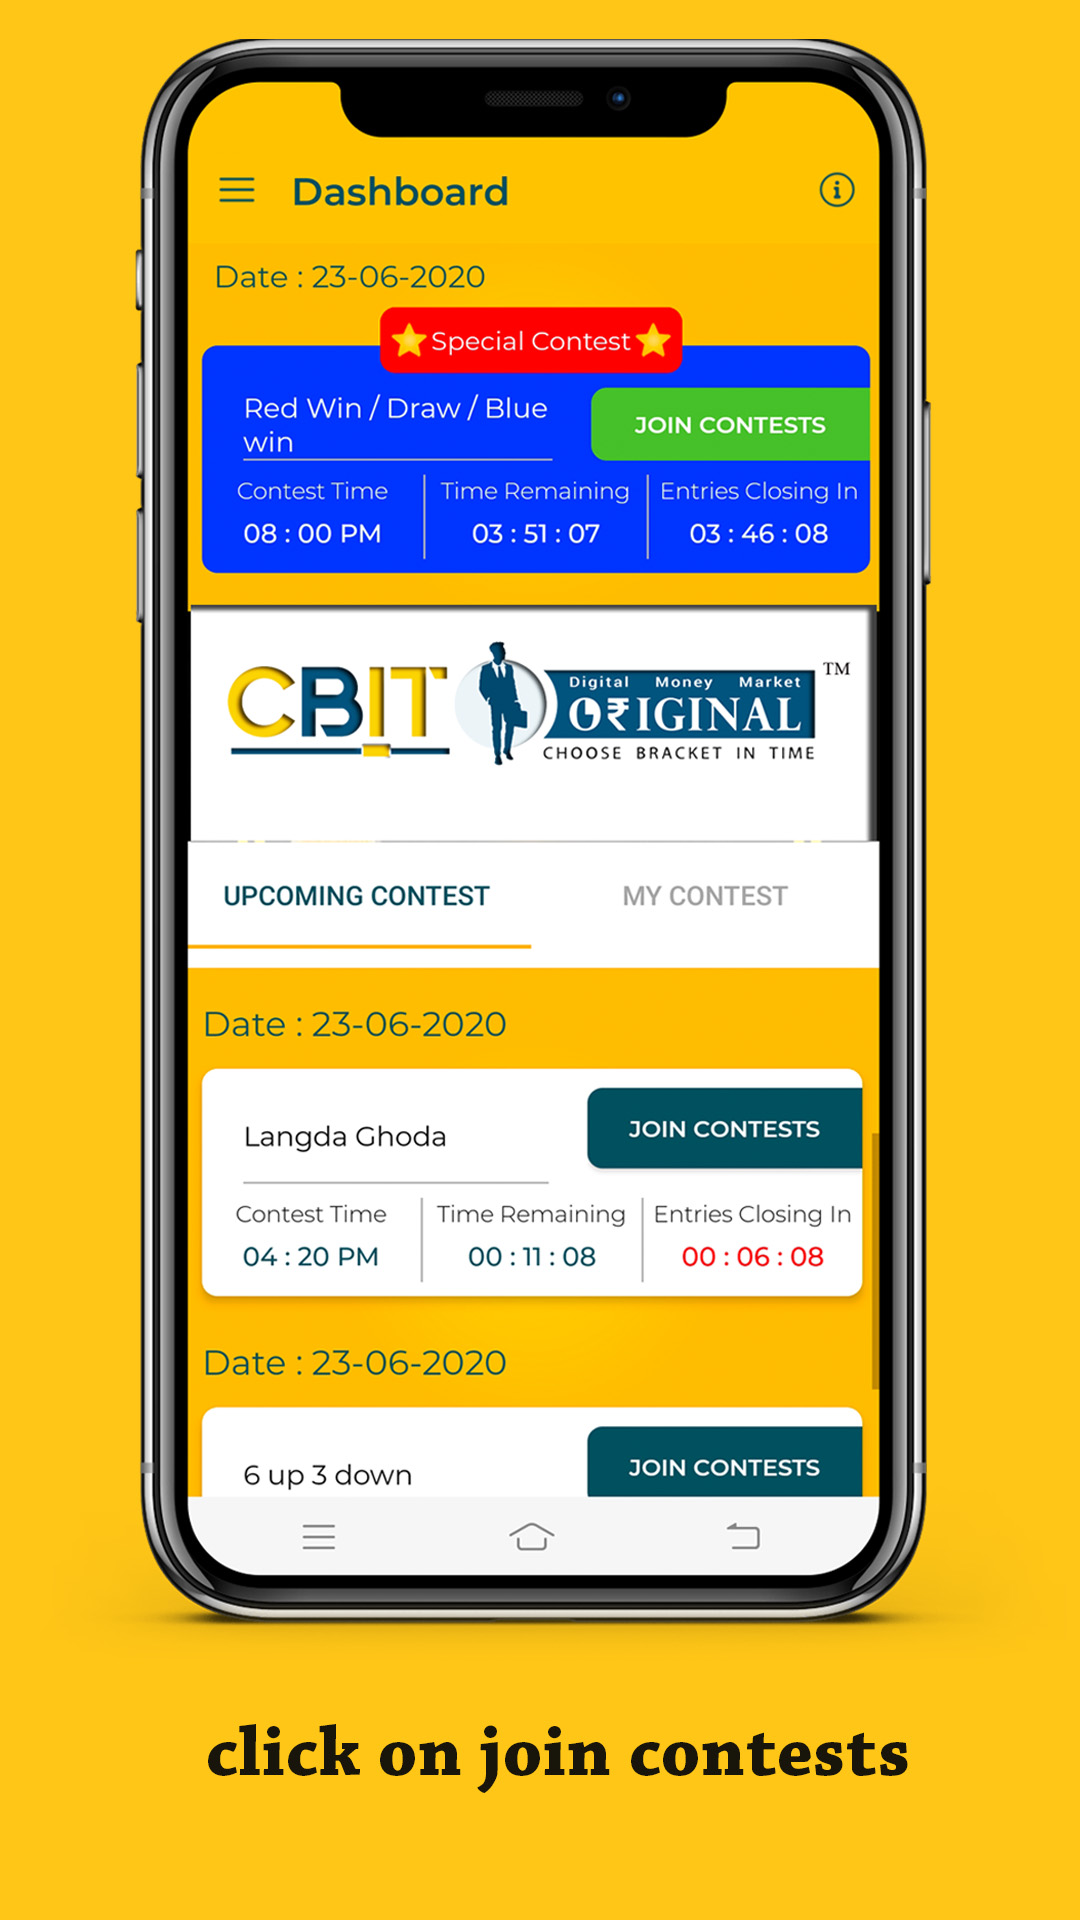 Dashboard
Date : 23-06-2020
Special Contest
Red Win / Draw / Blue
win
JOIN CONTESTS
Contest Time
Time Remaining
Entries Closing In
08 : 00 PM
03 : 51 : 07
03 : 46 : 08
CBIT
Digital Money Market
TM
O₹IGINAL
CHOOSE BRACKET IN TIME
UPCOMING CONTEST
MY CONTEST
Date : 23-06-2020
Langda Ghoda
JOIN CONTESTS
Contest Time
Time Remaining
Entries Closing In
04 : 20 PM
00 : 11 : 08
00 : 06 : 08
Date : 23-06-2020
6 up 3 down
JOIN CONTESTS
click on join contests